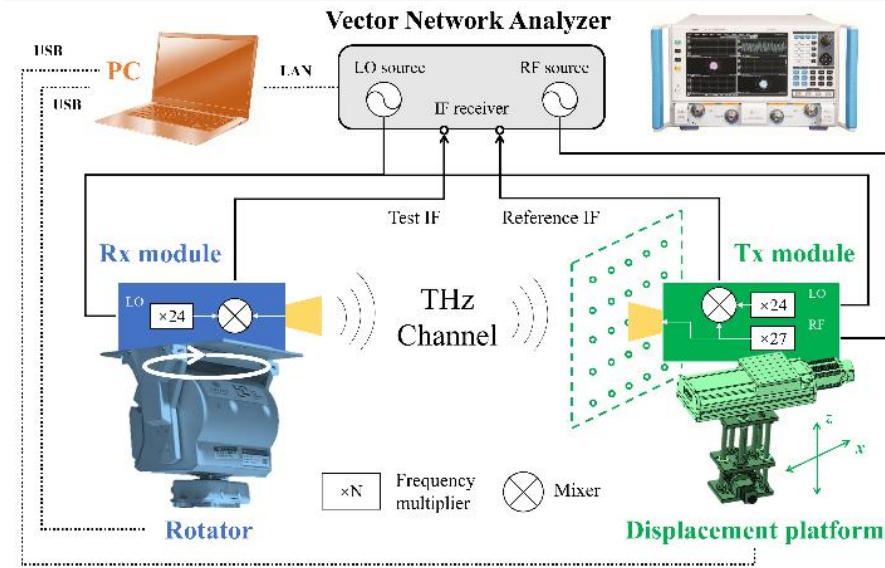 Vector Network Analyzer
USB
PC
LAN
USB
LO source
RF source
IF receiver
Test IF
Reference IF
Rx module
Tx module
LO
×24
THz
Channel
×24
LO
RF
×27
z
x
×N
Frequency
multiplier
Mixer
Rotator
Displacement platform